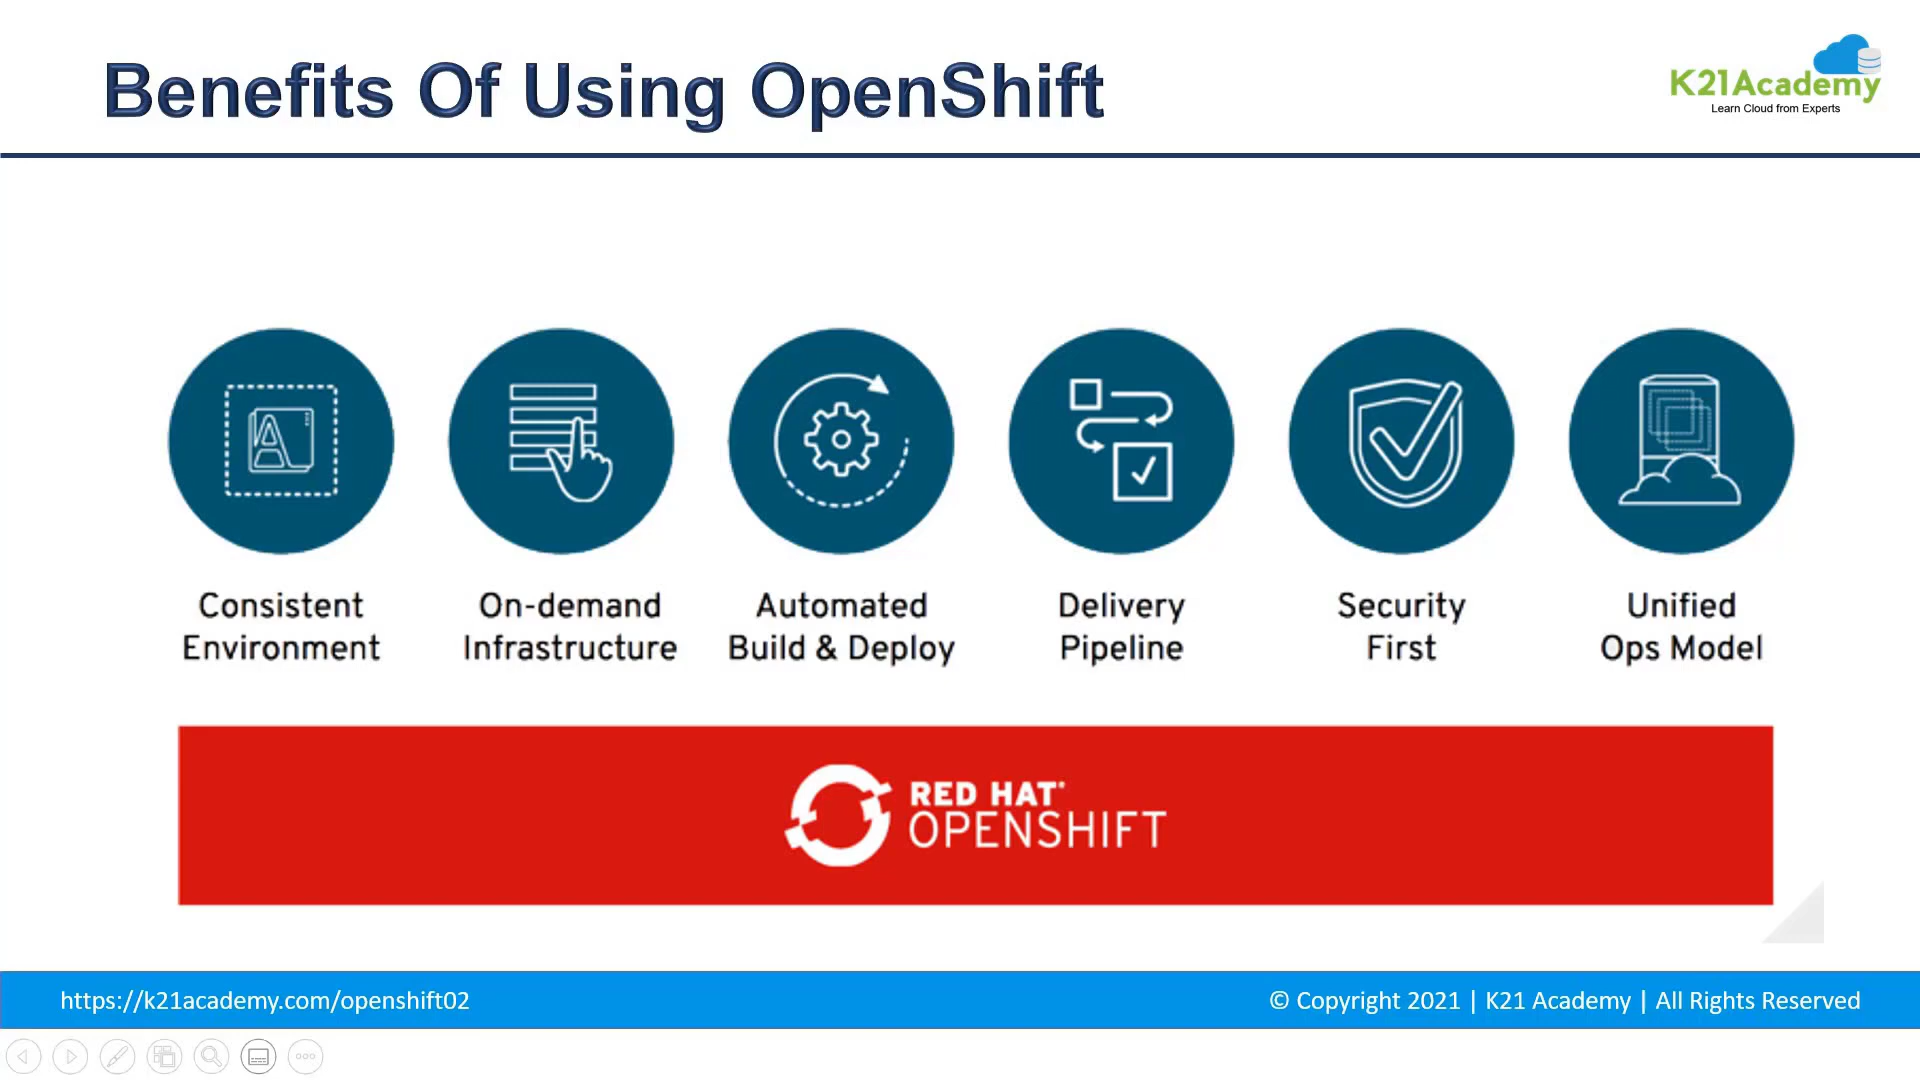 Benefits Of Using OpenShift
K21Academy
Learn Cloud from Experts
Consistent
Environment
On-demand
Infrastructure
Automated
Build & Deploy
Delivery
Pipeline
Security
First
Unified
Ops Model
RED HAT®
OPENSHIFT
https://k21academy.com/openshift02
© Copyright 2021 | K21 Academy | All Rights Reserved